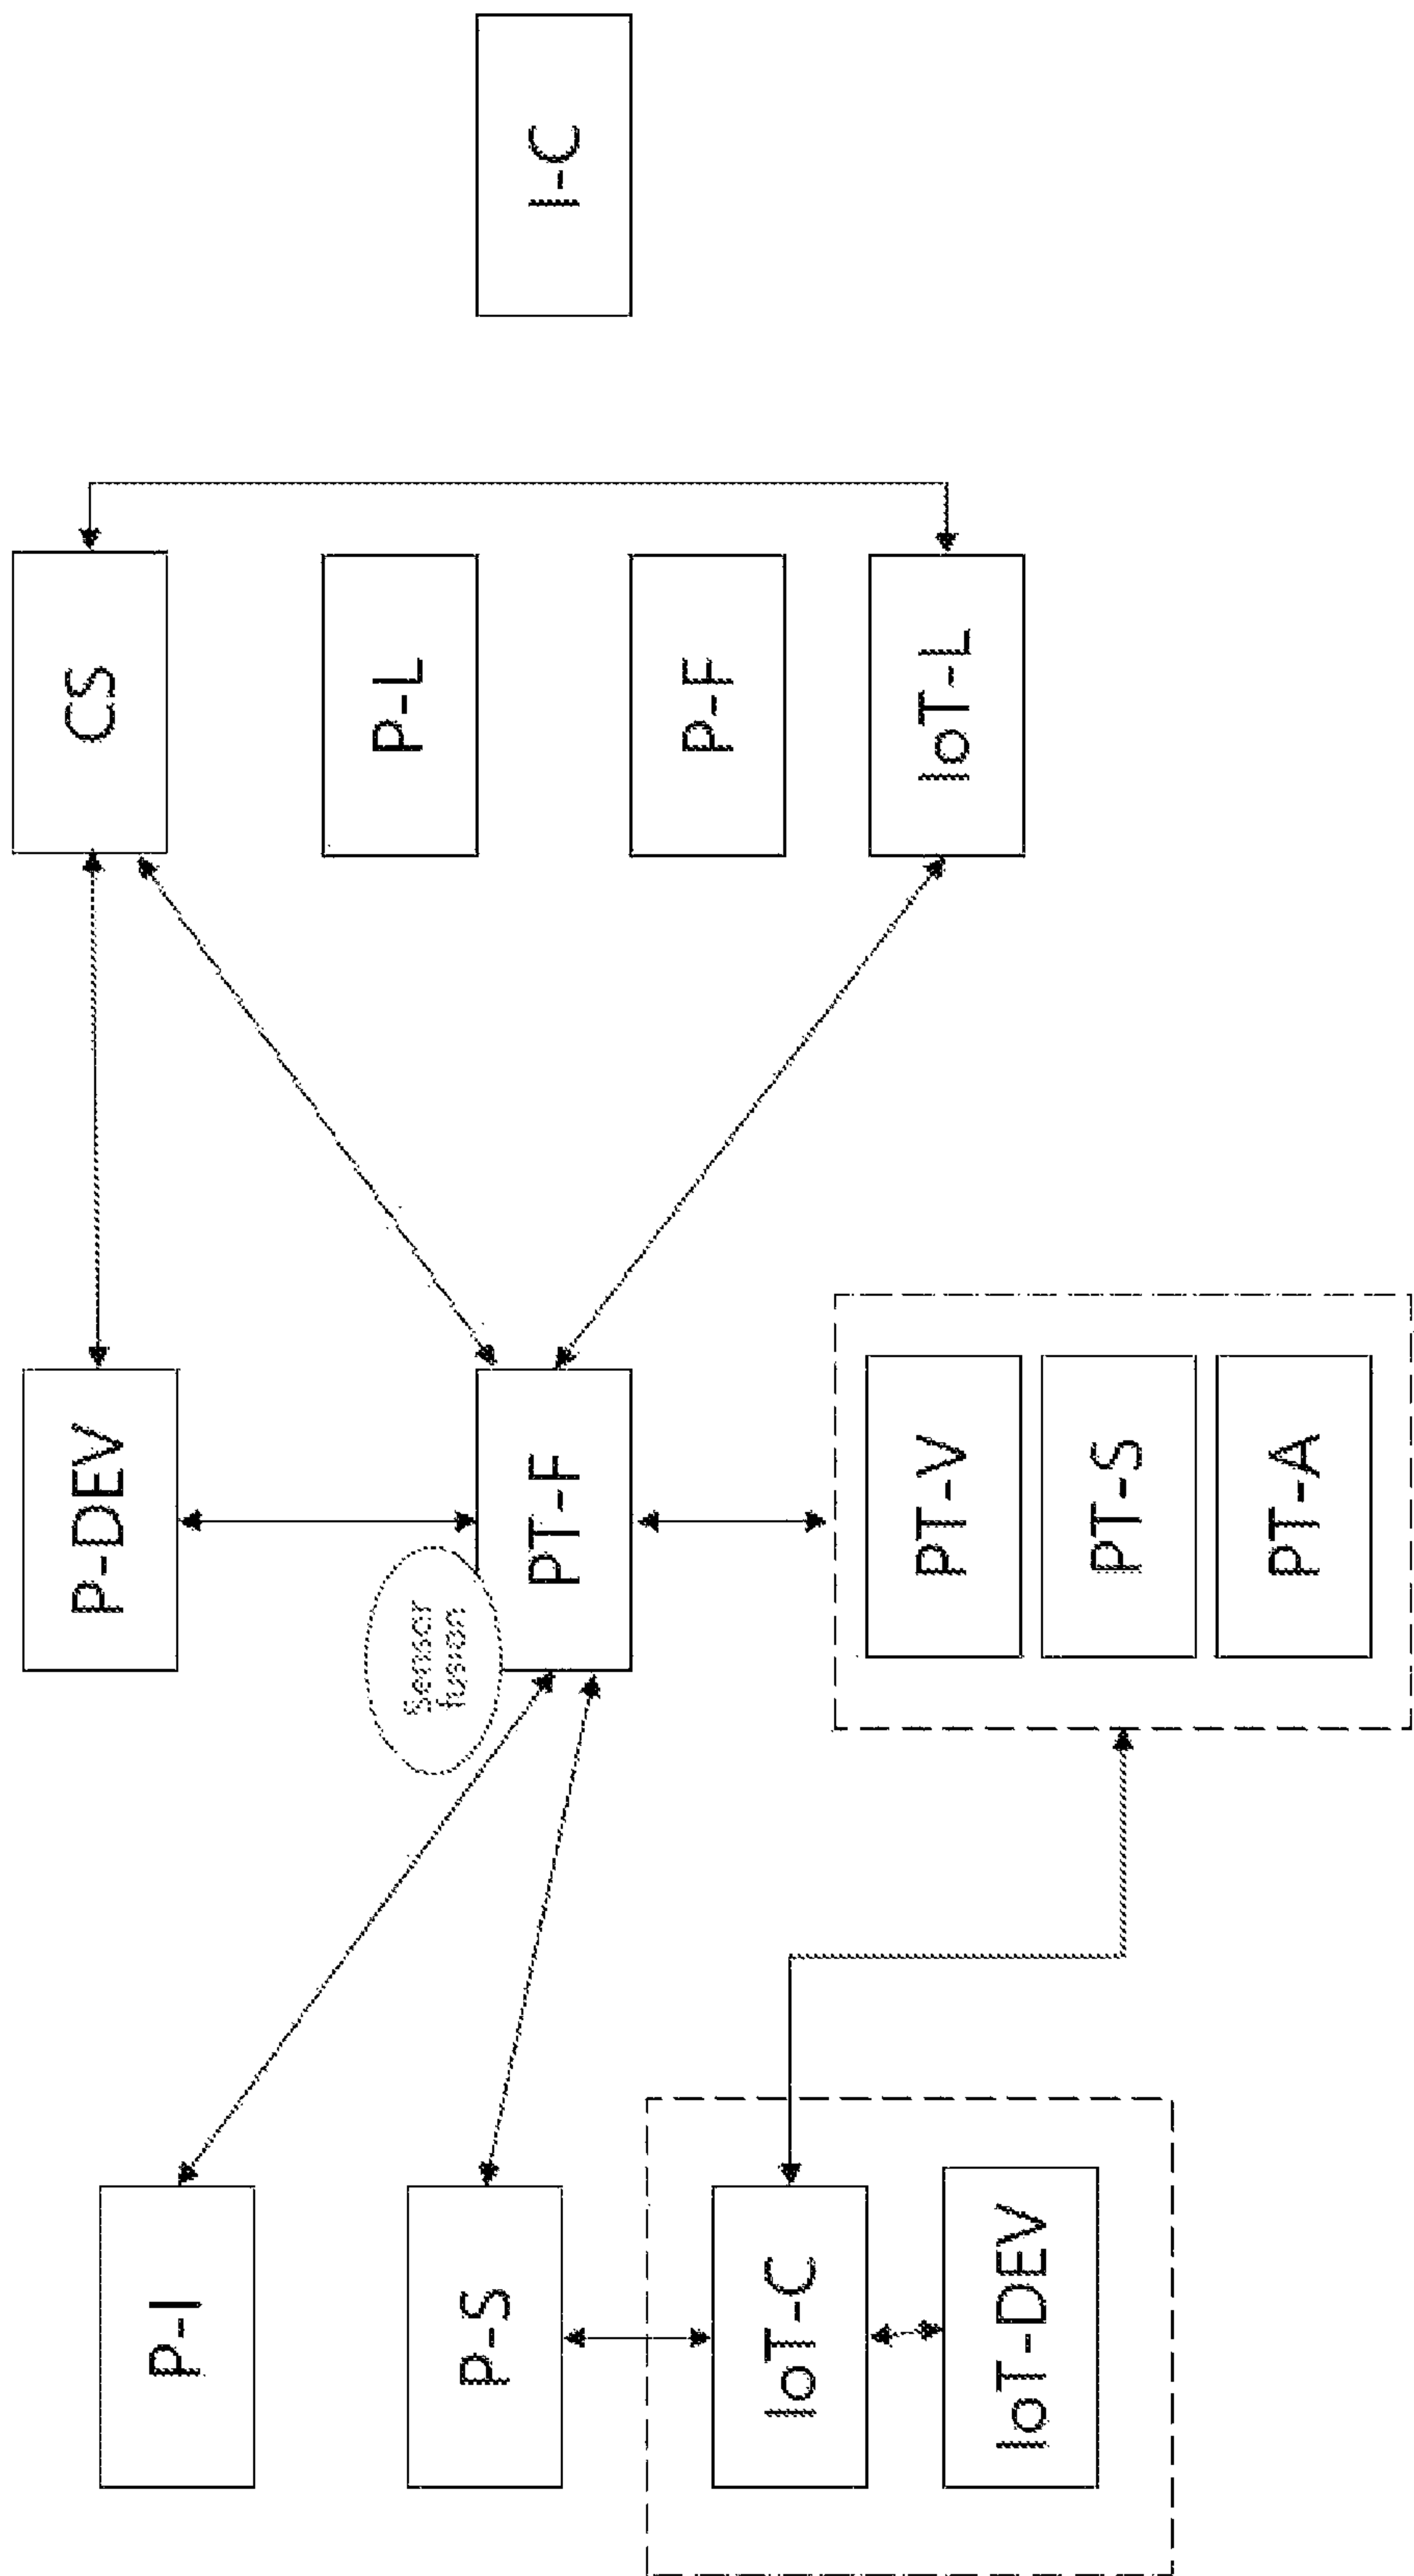 P-DEV
CS
P-I
P-L
Sensor
fusion
P-S
PT-F
I-C
P-F
IoT-C
PT-V
IoT-L
IoT-DEV
PT-S
PT-A